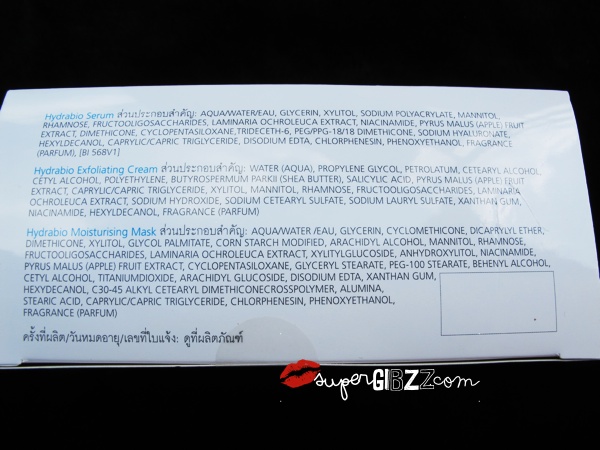 Hydrabio Serum ส่วนประกอบสำคัญ: AQUA/WATER/EAU, GLYCERIN, XYLITOL, SODIUM POLYACRYLATE, MANNITOL,
RHAMNOSE, FRUCTOOLIGOSACCHARIDES, LAMINARIA OCHROLEUCA EXTRACT, NIACINAMIDE, PYRUS MALUS (APPLE) FRUIT
EXTRACT, DIMETHICONE, CYCLOPENTASILOXANE,TRIDECETH-6, PEG/PPG-18/18 DIMETHICONE, SODIUM HYALURONATE,
HEXYLDECANOL, CAPRYLIC/CAPRIC TRIGLYCERIDE, DISODIUM EDTA, CHLORPHENESIN, PHENOXYETHANOL, FRAGRANCE
(PARFUM), [BI 568V1]
Hydrabio Exfoliating Cream ส่วนประกอบสำคัญ: WATER (AQUA), PROPYLENE GLYCOL, PETROLATUM, CETEARYL ALCOHOL,
CETYL ALCOHOL, POLYETHYLENE, BUTYROSPERMUM PARKII (SHEA BUTTER), SALICYLIC ACID, PYRUS MALUS (APPLE) FRUIT
EXTRACT, CAPRYLIC/CAPRIC TRIGLYCERIDE, XYLITOL, MANNITOL, RHAMNOSE, FRUCTOOLIGOSACCHARIDES, LAMINARIA
OCHROLEUCA EXTRACT, SODIUM HYDROXIDE, SODIUM CETEARYL SULFATE, SODIUM LAURYL SULFATE, XANTHAN GUM,
NIACINAMIDE, HEXYLDECANOL, FRAGRANCE (PARFUM)
Hydrabio Moisturising Mask ส่วนประกอบสำคัญ: AQUA/WATER /EAU, GLYCERIN, CYCLOMETHICONE, DICAPRYLYL ETHER,
DIMETHICONE, XYLITOL, GLYCOL PALMITATE, CORN STARCH MODIFIED, ARACHIDYL ALCOHOL, MANNITOL, RHAMNOSE,
FRUCTOOLIGOSACCHARIDES, LAMINARIA OCHROLEUCA EXTRACT, XYLITYLGLUCOSIDE, ANHYDROXYLITOL, NIACINAMIDE,
PYRUS MALUS (APPLE) FRUIT EXTRACT, CYCLOPENTASILOXANE, GLYCERYL STEARATE, PEG-100 STEARATE, BEHENYL ALCOHOL,
CETYL ALCOHOL, TITANIUMDIOXIDE, ARACHIDYL GLUCOSIDE, DISODIUM EDTA, XANTHAN GUM,
HEXYDECANOL, C30-45 ALKYL CETEARYL DIMETHICONECROSSPOLYMER, ALUMINA,
STEARIC ACID, CAPRYLIC/CAPRIC TRIGLYCERIDE, CHLORPHENESIN, PHENOXYETHANOL,
FRAGRANCE (PARFUM)
ครั้งที่ผลิต/วันหมดอายุ/เลขที่ใบแจ้ง: ดูที่ผลิตภัณฑ์
superGIBZZ.com